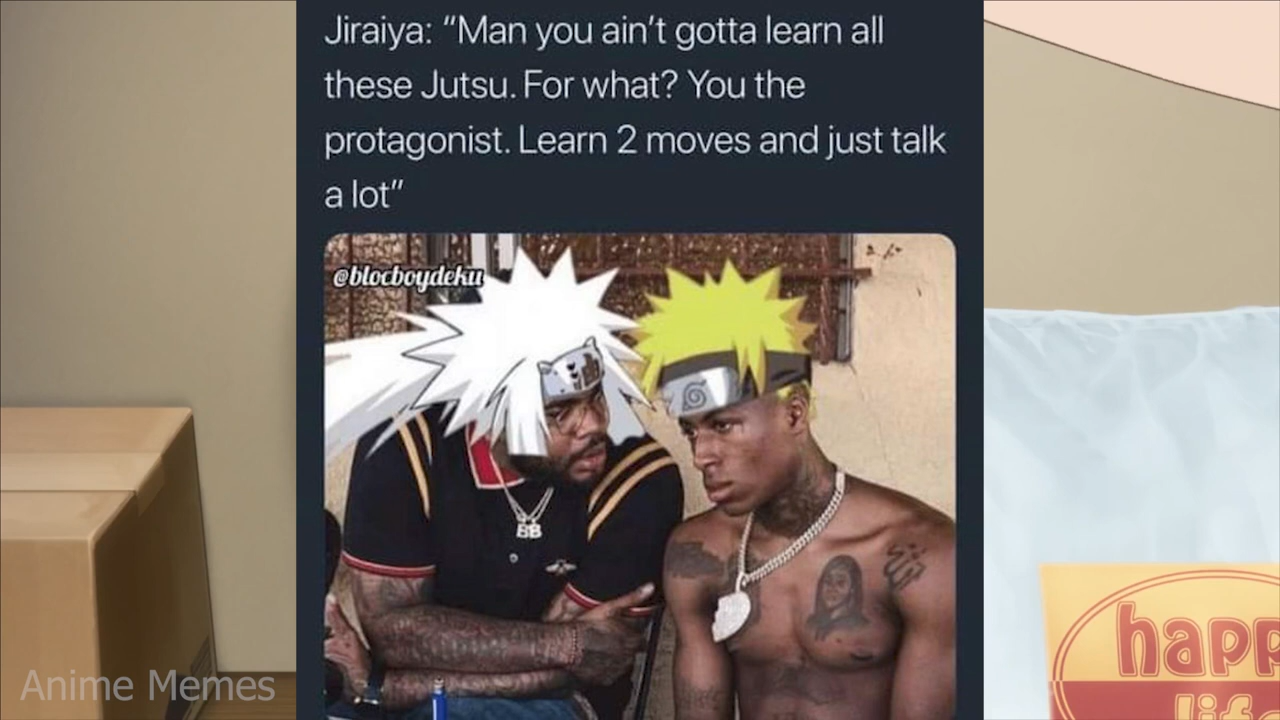 Jiraiya: “Man you ain’t gotta learn all
these Jutsu. For what? You the
protagonist. Learn 2 moves and just talk
a lot”
@blocboydeku
BB
happ
life
Anime Memes